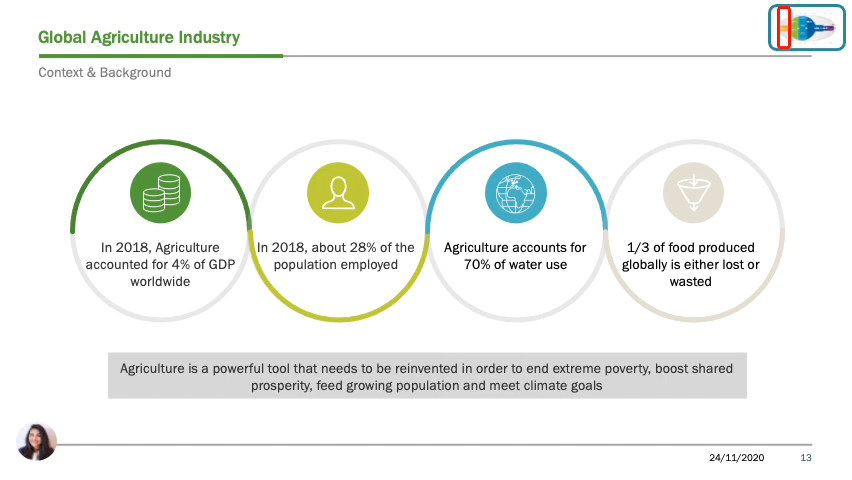 Global Agriculture Industry
Context & Background
In 2018, Agriculture
accounted for 4% of GDP
worldwide
In 2018, about 28% of the
population employed
Agriculture accounts for
70% of water use
1/3 of food produced
globally is either lost or
wasted
Agriculture is a powerful tool that needs to be reinvented in order to end extreme poverty, boost shared
prosperity, feed growing population and meet climate goals
24/11/2020
13